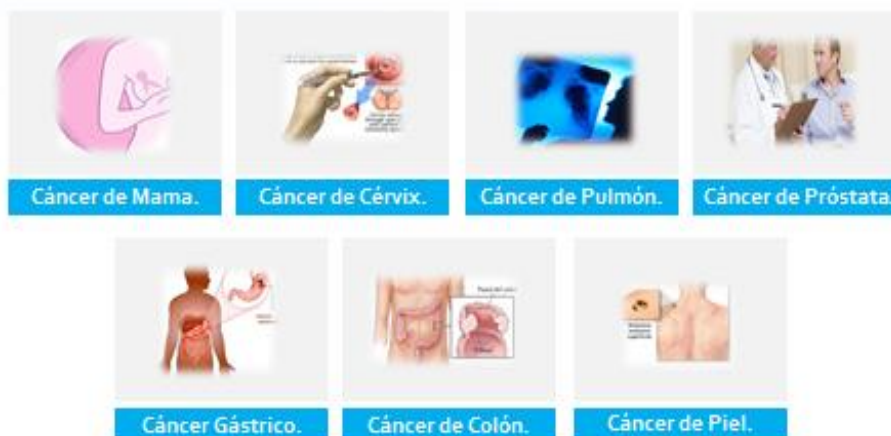 Cáncer de Mama.
Cáncer de Cérvix.
Cáncer de Pulmón.
Cáncer de Próstata.
Cáncer Gástrico.
Cáncer de Colón.
Cáncer de Piel.